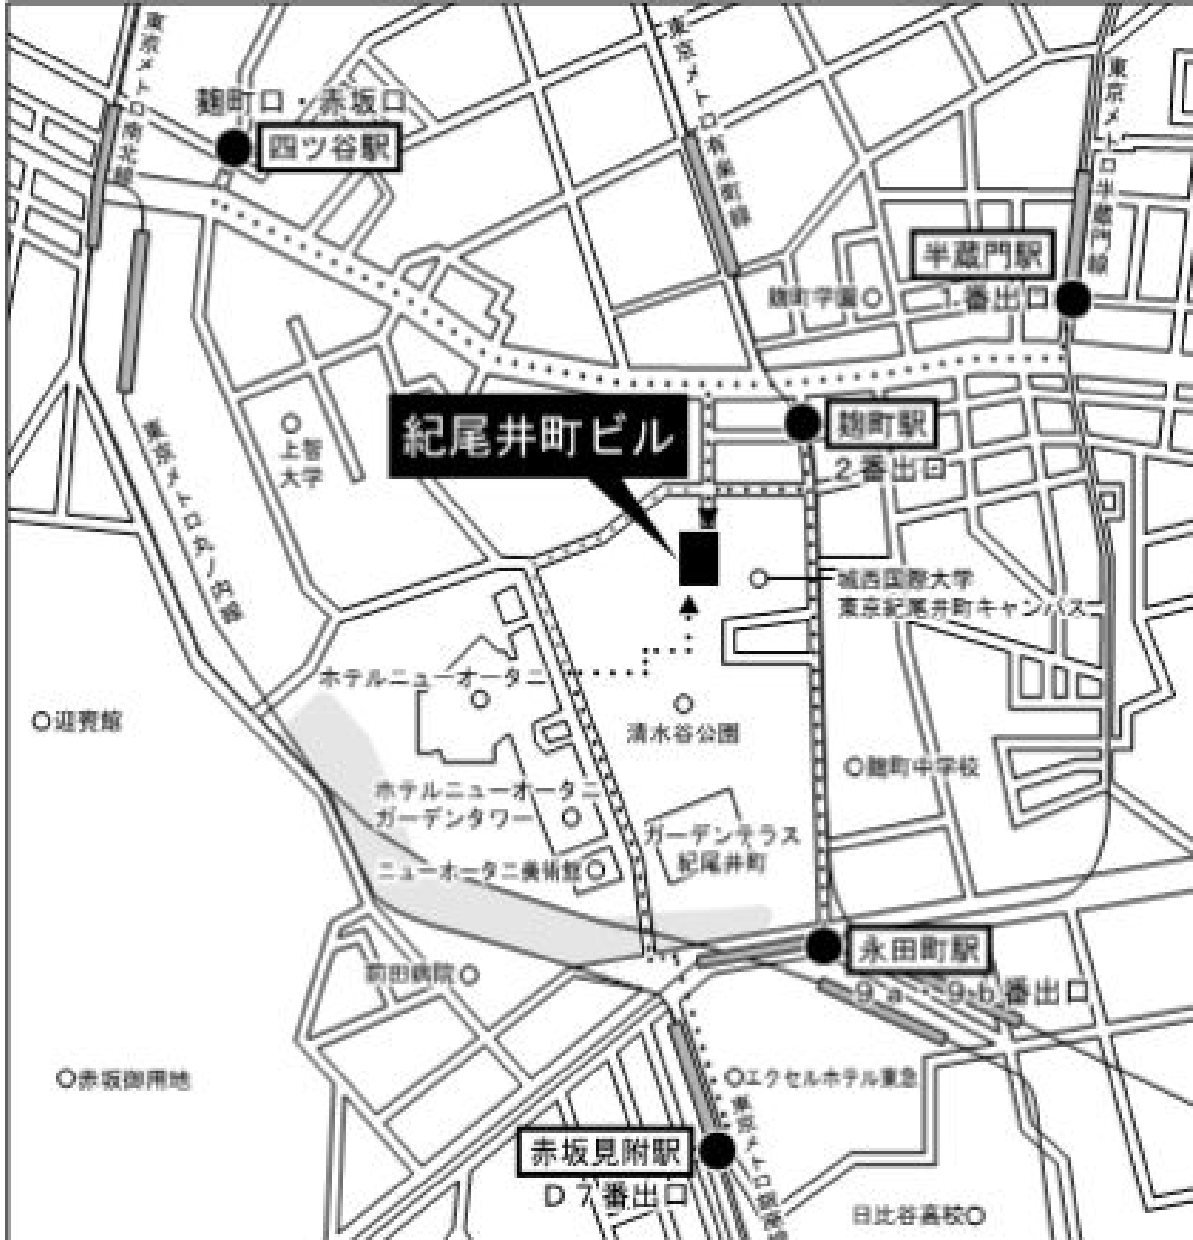 東京メトロ南北線
東京メトロ有楽町線
東京メトロ半蔵門線
麹町口・赤坂口
四ツ谷駅
半蔵門駅
1番出口
麹町学園
紀尾井町ビル
麹町駅
2番出口
上智
大学
東京メトロ丸ノ内線
城西国際大学
東京紀尾井町キャンパス
ホテルニューオータニ
迎賓館
清水谷公園
麹町中学校
ホテルニューオータニ
ガーデンタワー
ガーデンテラス
紀尾井町
ニューオータニ美術館
永田町駅
9a・9b番出口
前田病院
赤坂御用地
エクセルホテル東急
東京メトロ銀座線
赤坂見附駅
D7番出口
日比谷高校